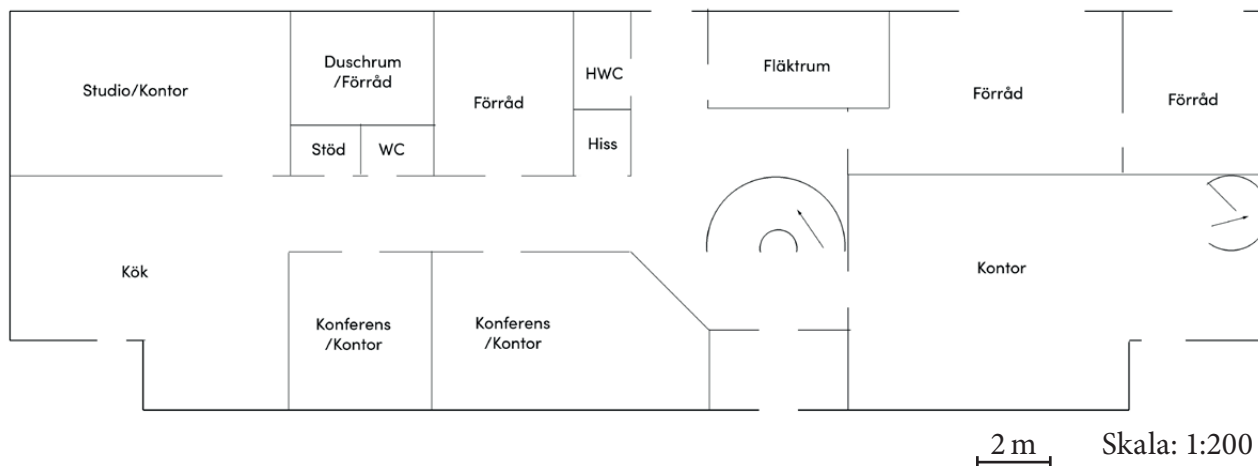 Studio/Kontor
Duschrum
/Förråd
Förråd
HWC
Fläktrum
Förråd
Förråd
Stöd
WC
Hiss
Kök
Konferens
/Kontor
Konferens
/Kontor
Kontor
2 m
Skala: 1:200